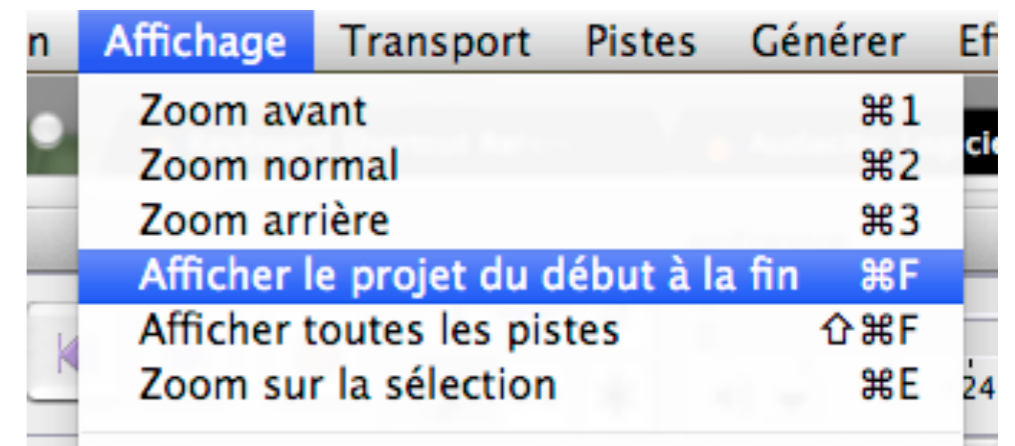 n Affichage Transport Pistes Générer Ef
Zoom avant ⌘1
Zoom normal ⌘2
Zoom arrière ⌘3
Afficher le projet du début à la fin ⌘F
Afficher toutes les pistes ⇧⌘F
Zoom sur la sélection ⌘E
24